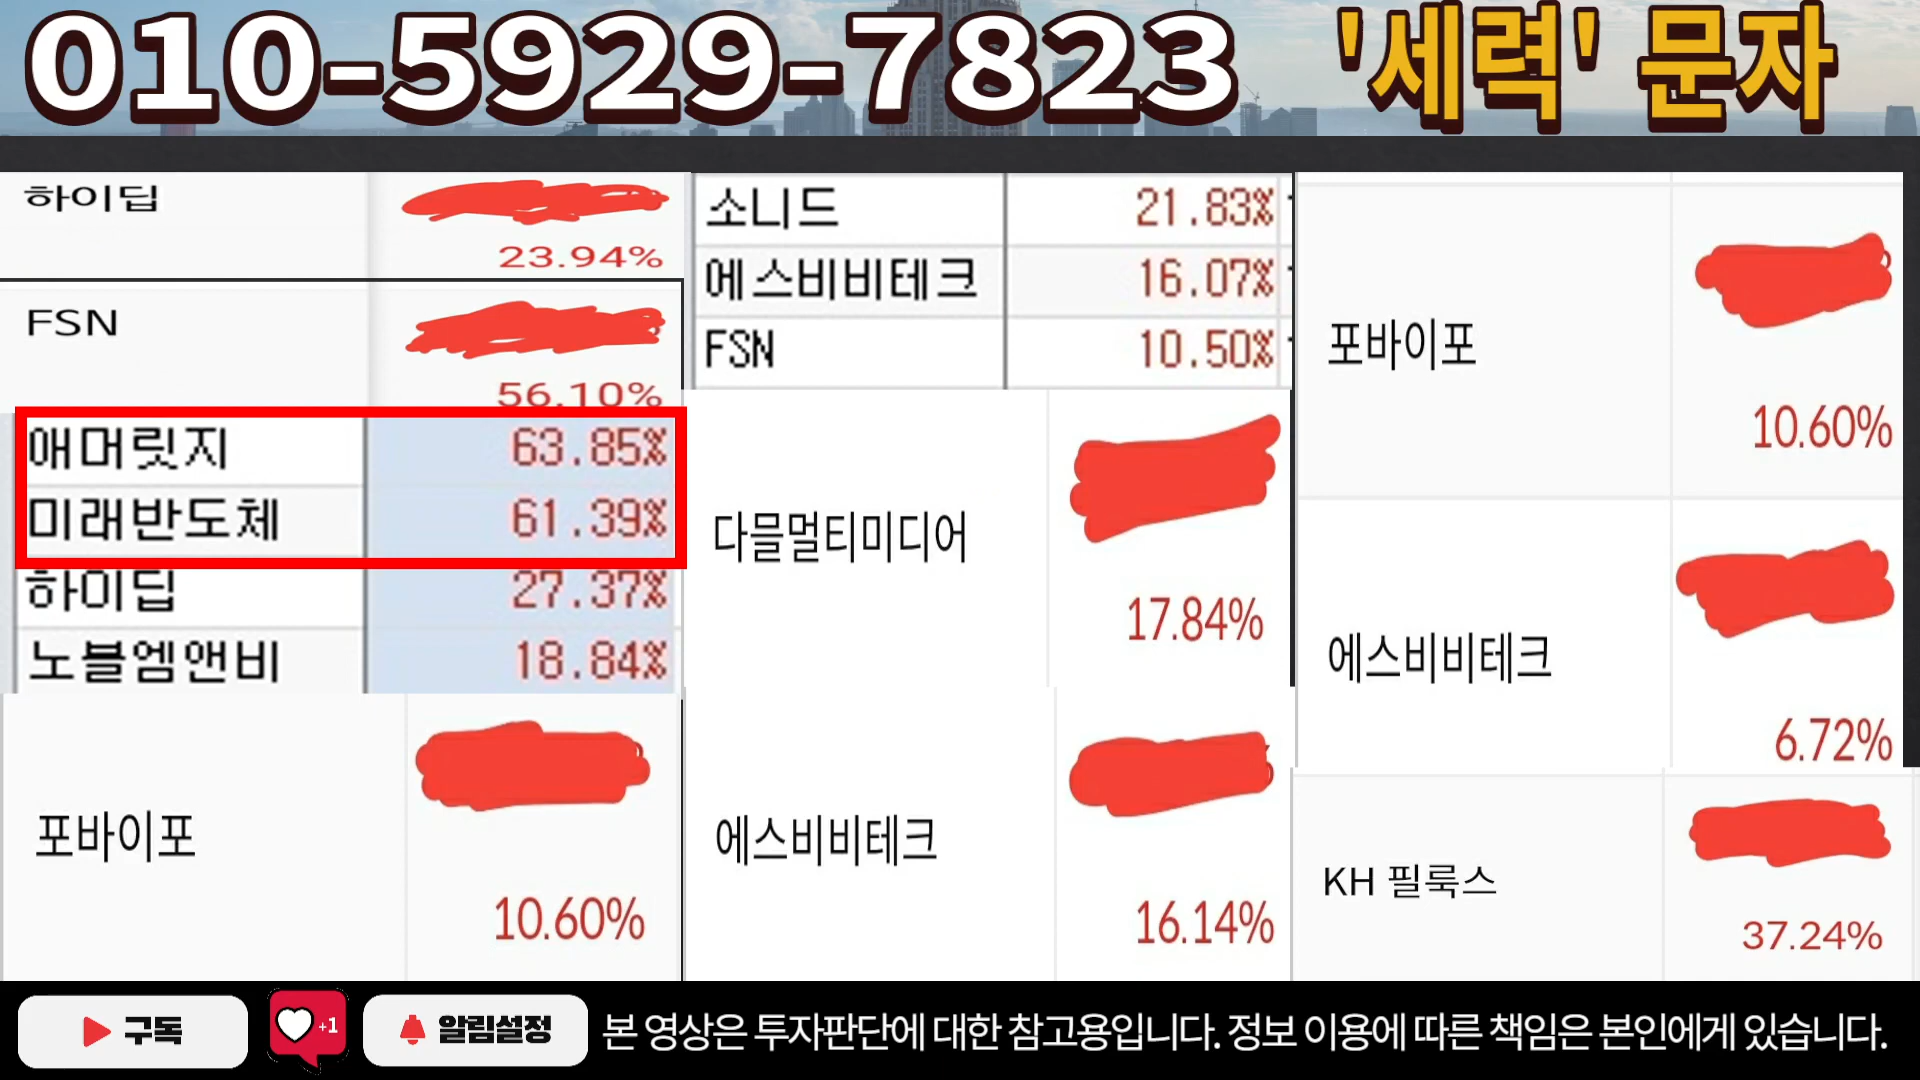 010-5929-7823 '세력' 문자
하이딥
23.94%
FSN
56.10%
애머릿지 63.85%
미래반도체 61.39%
하이딥 27.37%
노블엠앤비 18.84%
포바이포
10.60%
소니드 21.83%
에스비비테크 16.07%
FSN 10.50%
다믈멀티미디어
17.84%
에스비비테크
16.14%
포바이포
10.60%
에스비비테크
6.72%
KH 필룩스
37.24%
구독 +1 알림설정 본 영상은 투자판단에 대한 참고용입니다. 정보 이용에 따른 책임은 본인에게 있습니다.